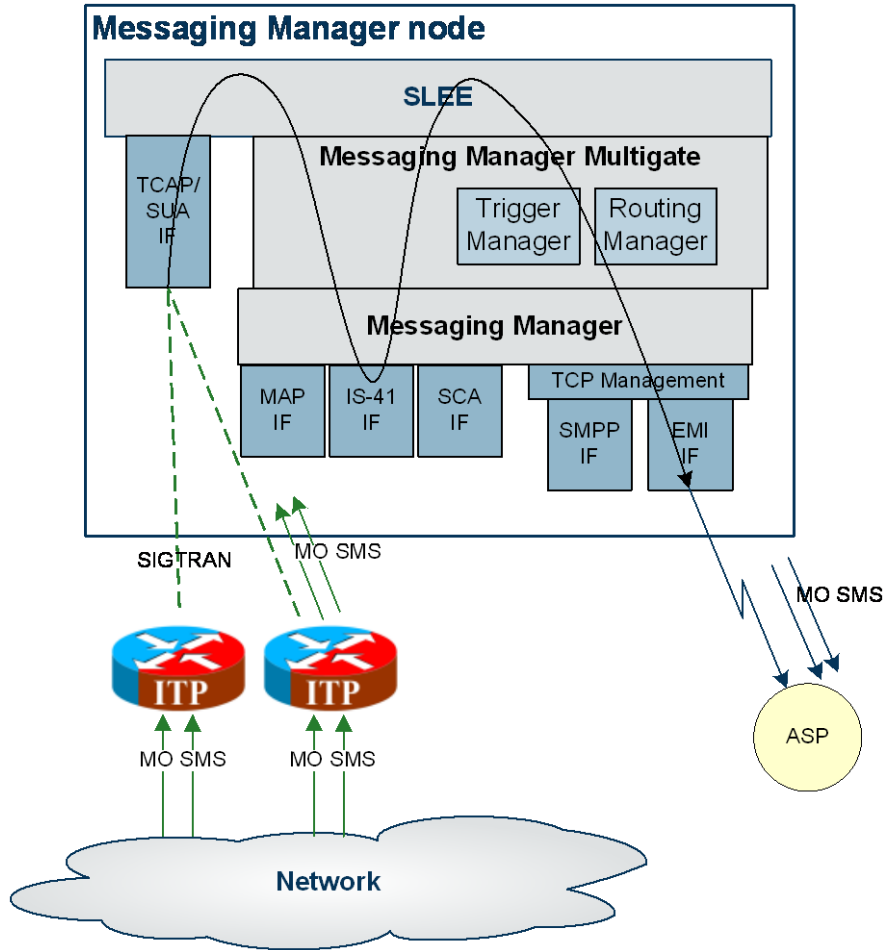 Messaging Manager node
SLEE
Messaging Manager Multigate
TCAP/
SUA
IF
Trigger
Manager
Routing
Manager
Messaging Manager
MAP
IF
IS-41
IF
SCA
IF
TCP Management
SMPP
IF
EMI
IF
SIGTRAN
MO SMS
MO SMS
ITP
ITP
ASP
MO SMS
MO SMS
Network